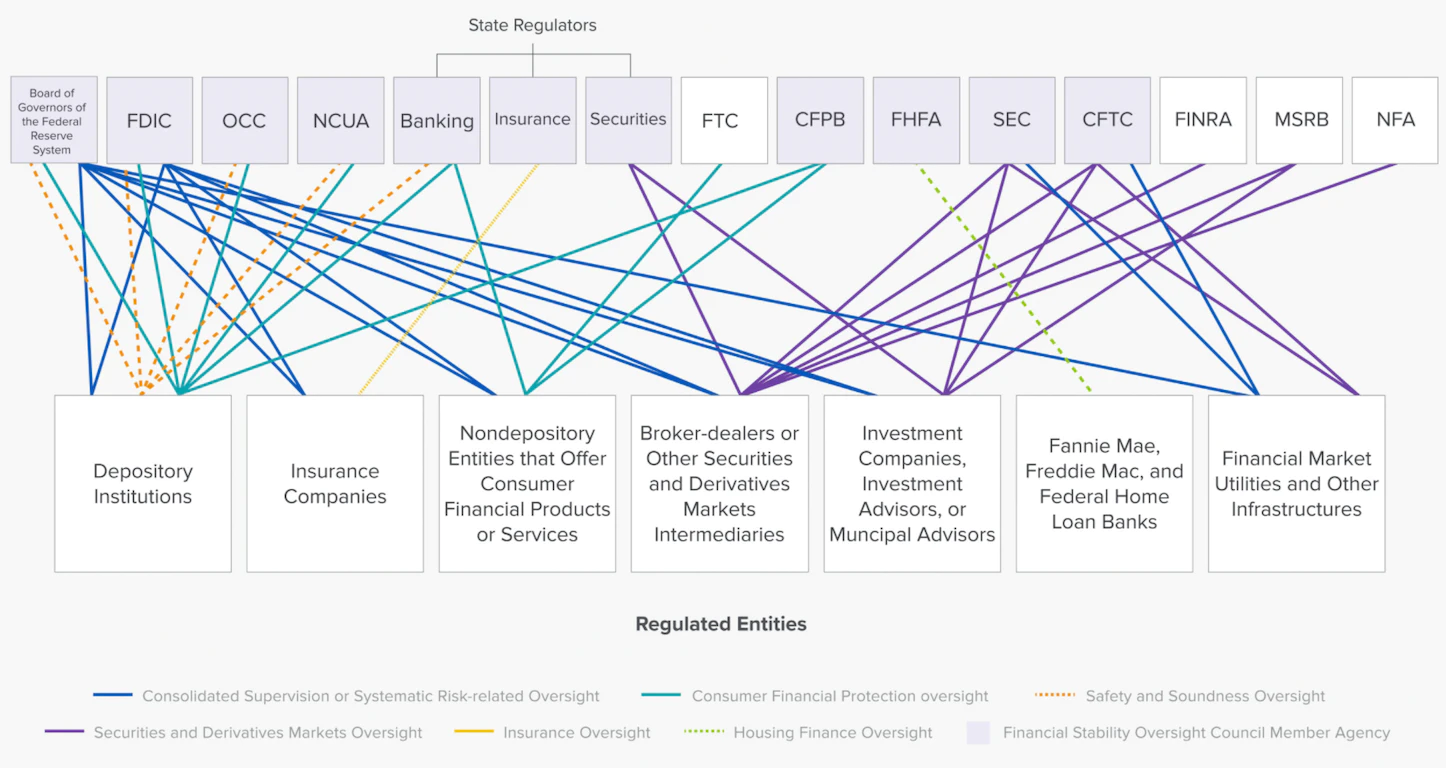 State Regulators
Board of
Governors of
the Federal
Reserve
System
FDIC
OCC
NCUA
Banking
Insurance
Securities
FTC
CFPB
FHFA
SEC
CFTC
FINRA
MSRB
NFA
Depository
Institutions
Insurance
Companies
Nondepository
Entities that Offer
Consumer
Financial Products
or Services
Broker-dealers or
Other Securities
and Derivatives
Markets
Intermediaries
Investment
Companies,
Investment
Advisors, or
Muncipal Advisors
Fannie Mae,
Freddie Mac, and
Federal Home
Loan Banks
Financial Market
Utilities and Other
Infrastructures
Regulated Entities
Consolidated Supervision or Systematic Risk-related Oversight
Consumer Financial Protection oversight
Safety and Soundness Oversight
Securities and Derivatives Markets Oversight
Insurance Oversight
Housing Finance Oversight
Financial Stability Oversight Council Member Agency